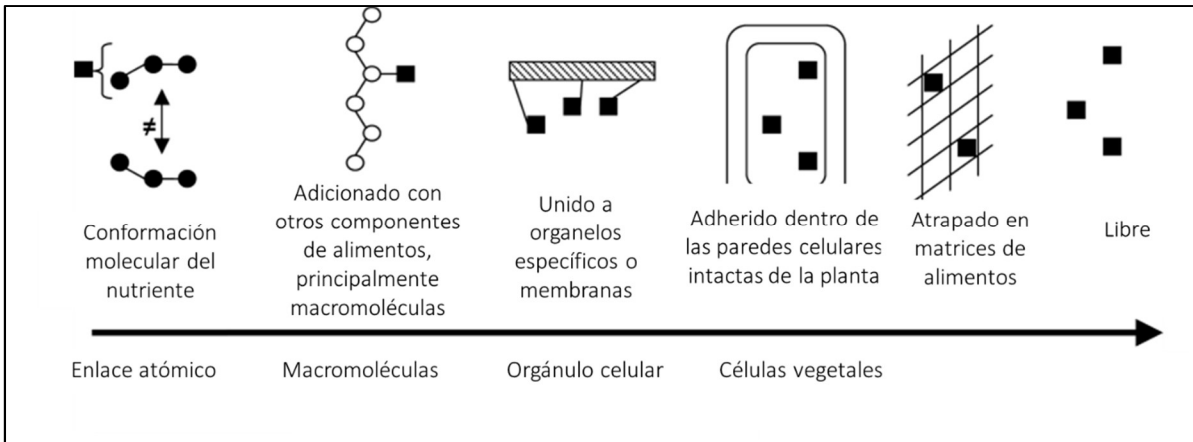 ≠
Conformación
molecular del
nutriente
Adicionado con
otros componentes
de alimentos,
principalmente
macromoléculas
Unido a
organelos
específicos o
membranas
Adherido dentro de
las paredes celulares
intactas de la planta
Atrapado en
matrices de
alimentos
Libre
Enlace atómico
Macromoléculas
Orgánulo celular
Células vegetales